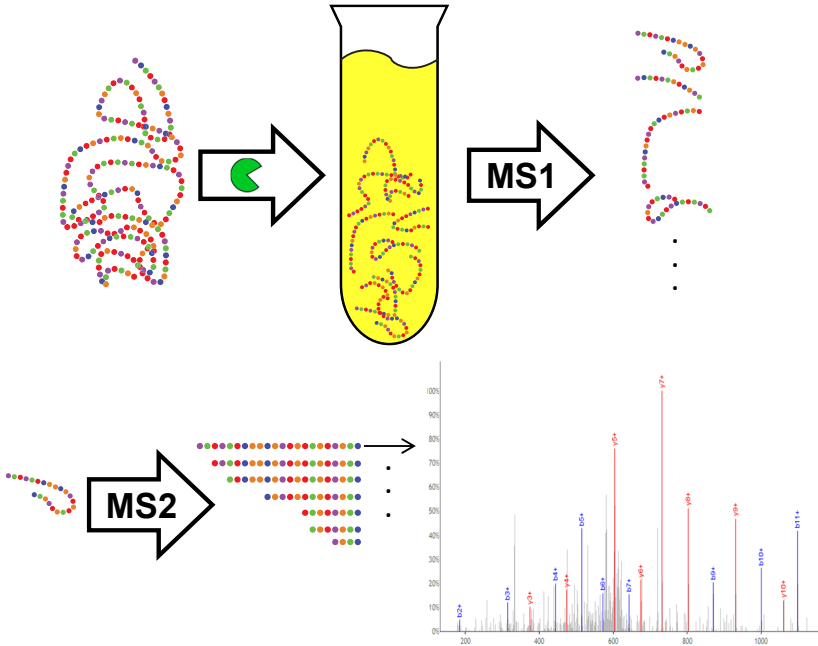 MS1
MS2
100%
90%
80%
70%
60%
50%
40%
30%
20%
10%
0%
b2+
b3+
y3+
b4+
y4+
b5+
b6+
y5+
b7+
y6+
y7+
y8+
b9+
y9+
b10+
y10+
b11+
200
400
600
800
1000